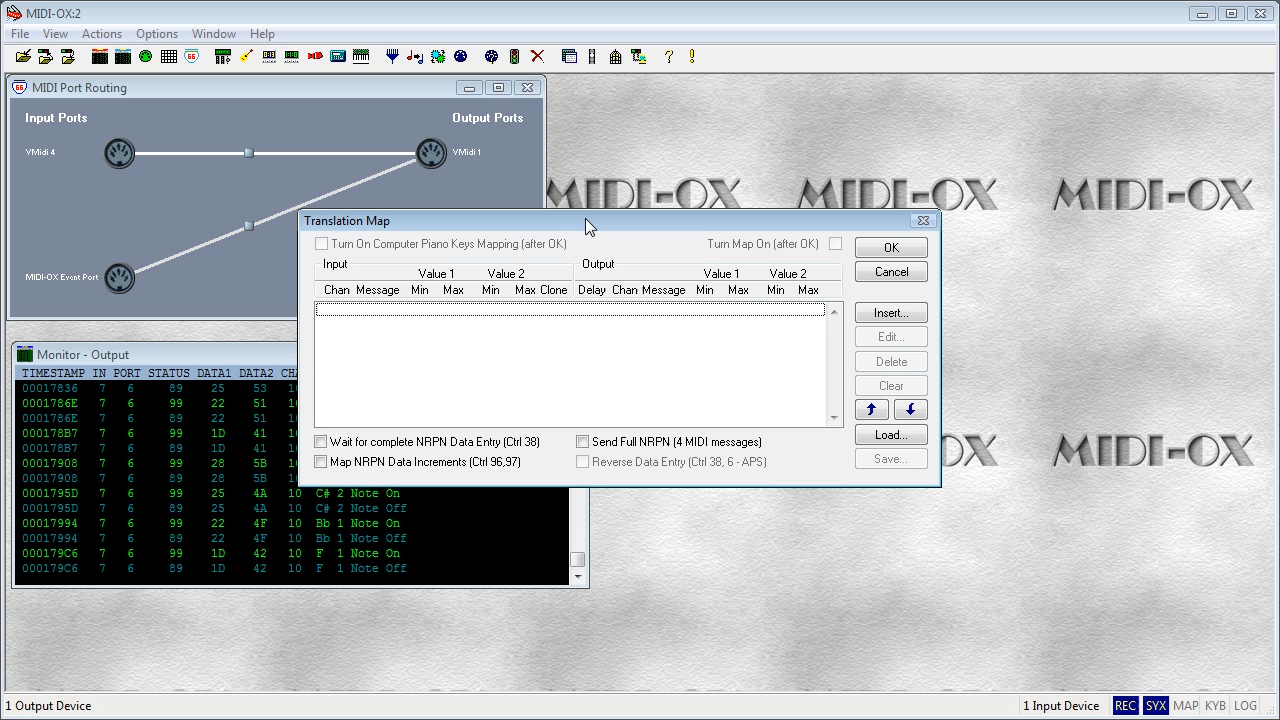 MIDI-OX:2
File View Actions Options Window Help
MIDI Port Routing
Input Ports
Output Ports
VMidi 4
VMidi 1
MIDI-OX Event Port
MIDI-OX MIDI-OX MIDI-OX
Translation Map
Turn On Computer Piano Keys Mapping (after OK)
Turn Map On (after OK)
OK
Input
Output
Value 1 Value 2
Value 1 Value 2
Cancel
Chan Message Min Max Min Max Clone Delay Chan Message Min Max Min Max
Insert...
Edit...
Delete
Clear
Load...
Wait for complete NRPN Data Entry (Ctrl 38)
Send Full NRPN (4 MIDI messages)
Save...
Map NRPN Data Increments (Ctrl 96,97)
Reverse Data Entry (Ctrl 38, 6 - LSB
MIDI-OX
Monitor - Output
TIMESTAMP IN PORT STATUS DATA1 DATA2
00017836 7 6 89 25 53
0001786E 7 6 99 22 51
0001786E 7 6 89 22 51
000178B7 7 6 99 1D 41
000178B7 7 6 89 1D 41
00017908 7 6 99 28 5B
00017908 7 6 89 28 5B
0001795D 7 6 99 25 4A 10 C# 2 Note On
0001795D 7 6 89 25 4A 10 C# 2 Note Off
00017994 7 6 99 22 4F 10 Bb 1 Note On
00017994 7 6 89 22 4F 10 Bb 1 Note Off
000179C6 7 6 99 1D 42 10 F 1 Note On
000179C6 7 6 89 1D 42 10 F 1 Note Off
1 Output Device
1 Input Device REC SYX MAP KYB LOG